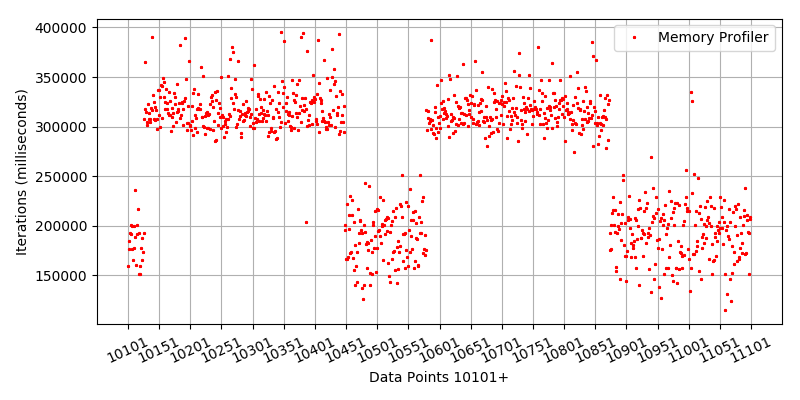 Memory Profiler
Iterations (milliseconds)
400000
350000
300000
250000
200000
150000
10101 10151 10201 10251 10301 10351 10401 10451 10501 10551 10601 10651 10701 10751 10801 10851 10901 10951 11001 11051 11101
Data Points 10101+